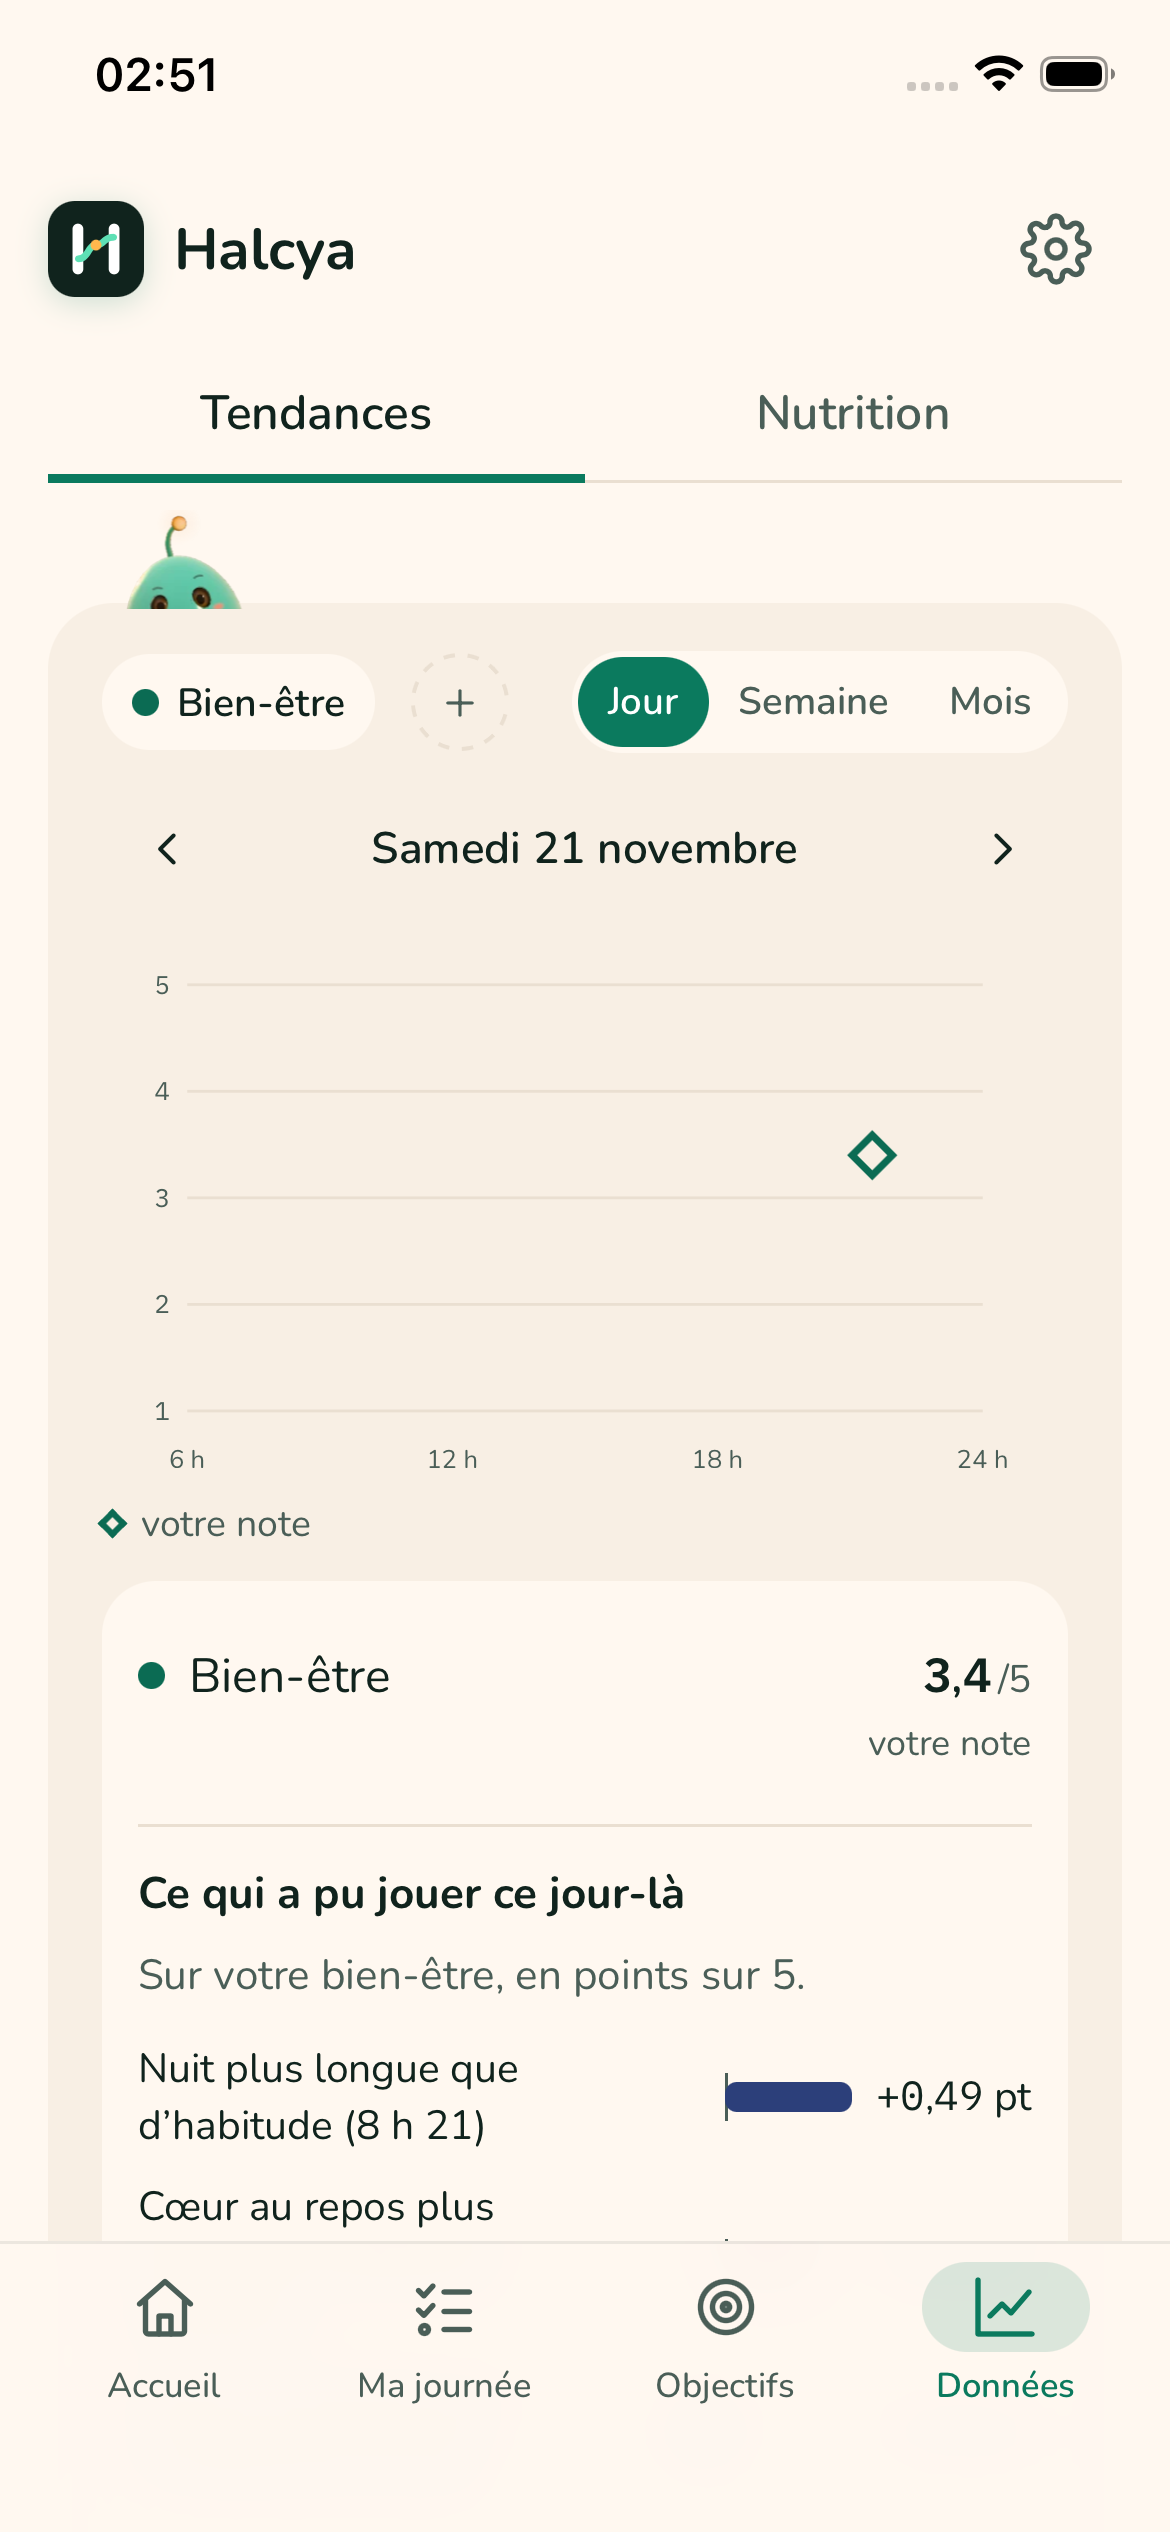 02:51
Halcya
Tendances
Nutrition
Bien-être
Jour
Semaine
Mois
Samedi 21 novembre
5
4
3
2
1
6 h
12 h
18 h
24 h
votre note
Bien-être
3,4 /5
votre note
Ce qui a pu jouer ce jour-là
Sur votre bien-être, en points sur 5.
Nuit plus longue que
d’habitude (8 h 21)
+0,49 pt
Cœur au repos plus
Accueil
Ma journée
Objectifs
Données